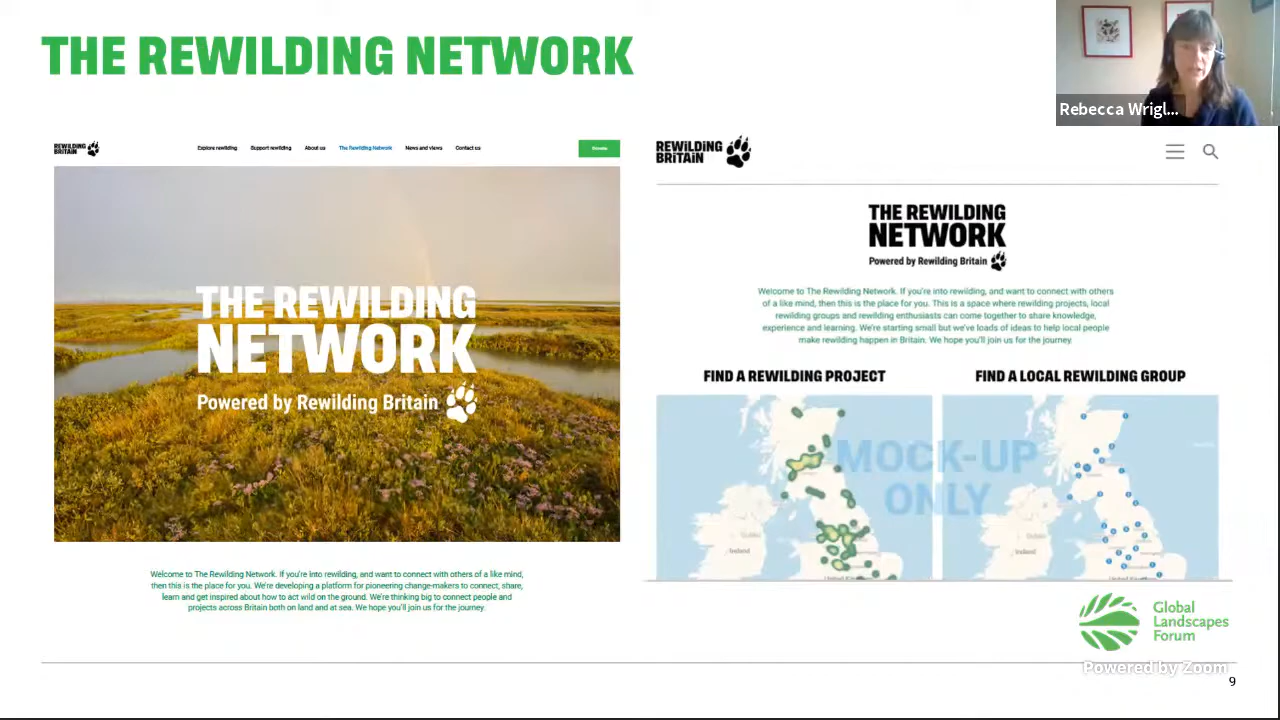 THE REWILDING NETWORK
Rebecca Wrigl...
REWILDING
BRITAIN
Explore rewilding Support rewilding About us The Rewilding Network News and views Contact us
Donate
THE REWILDING
NETWORK
Powered by Rewilding Britain
Welcome to The Rewilding Network. If you're into rewilding, and want to connect with others of a like mind,
then this is the place for you. We're developing a platform for pioneering change-makers to connect, share,
learn and get inspired about how to act wild on the ground. We're thinking big to connect people and
projects across Britain both on land and at sea. We hope you'll join us for the journey.
REWILDING
BRITAIN
THE REWILDING
NETWORK
Powered by Rewilding Britain
Welcome to The Rewilding Network. If you're into rewilding, and want to connect with others
of a like mind, then this is the place for you. This is a space where rewilding projects, local
rewilding groups and rewilding enthusiasts can come together to share knowledge,
experience and learning. We're starting small but we've loads of ideas to help local people
make rewilding happen in Britain. We hope you'll join us for the journey.
FIND A REWILDING PROJECT
FIND A LOCAL REWILDING GROUP
MOCK-UP
ONLY
Ireland
Ireland
United Kingdom
Global
Landscapes
Forum
Powered by Zoom
9